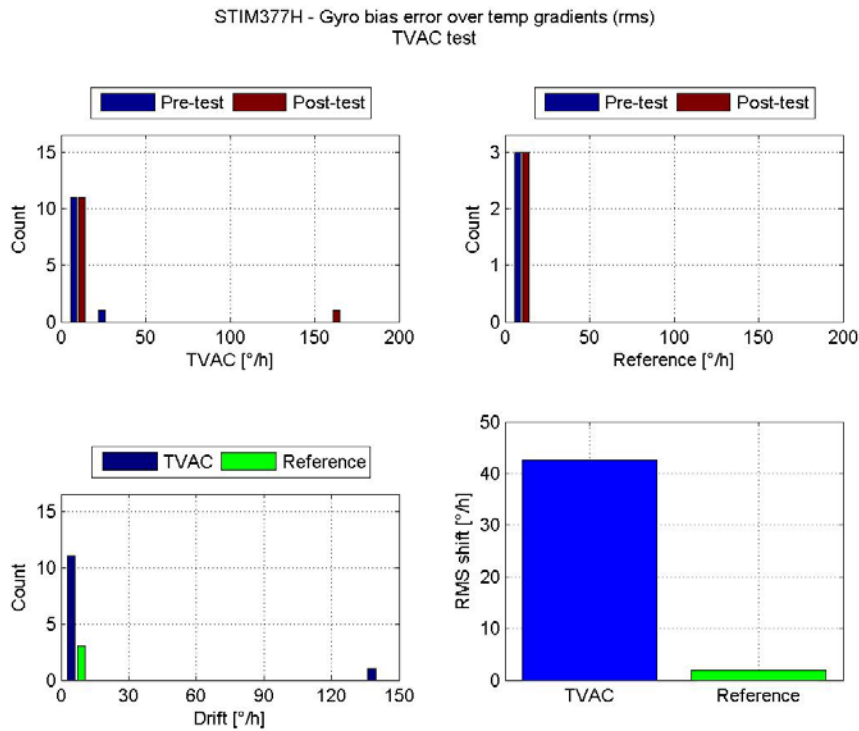 STIM377H - Gyro bias error over temp gradients (rms)
TVAC test
Pre-test Post-test
15
10
5
0
Count
0 50 100 150 200
TVAC [°/h]
Pre-test Post-test
3
2
1
0
Count
0 50 100 150 200
Reference [°/h]
TVAC Reference
15
10
5
0
Count
0 30 60 90 120 150
Drift [°/h]
50
40
30
20
10
0
RMS shift [°/h]
TVAC Reference